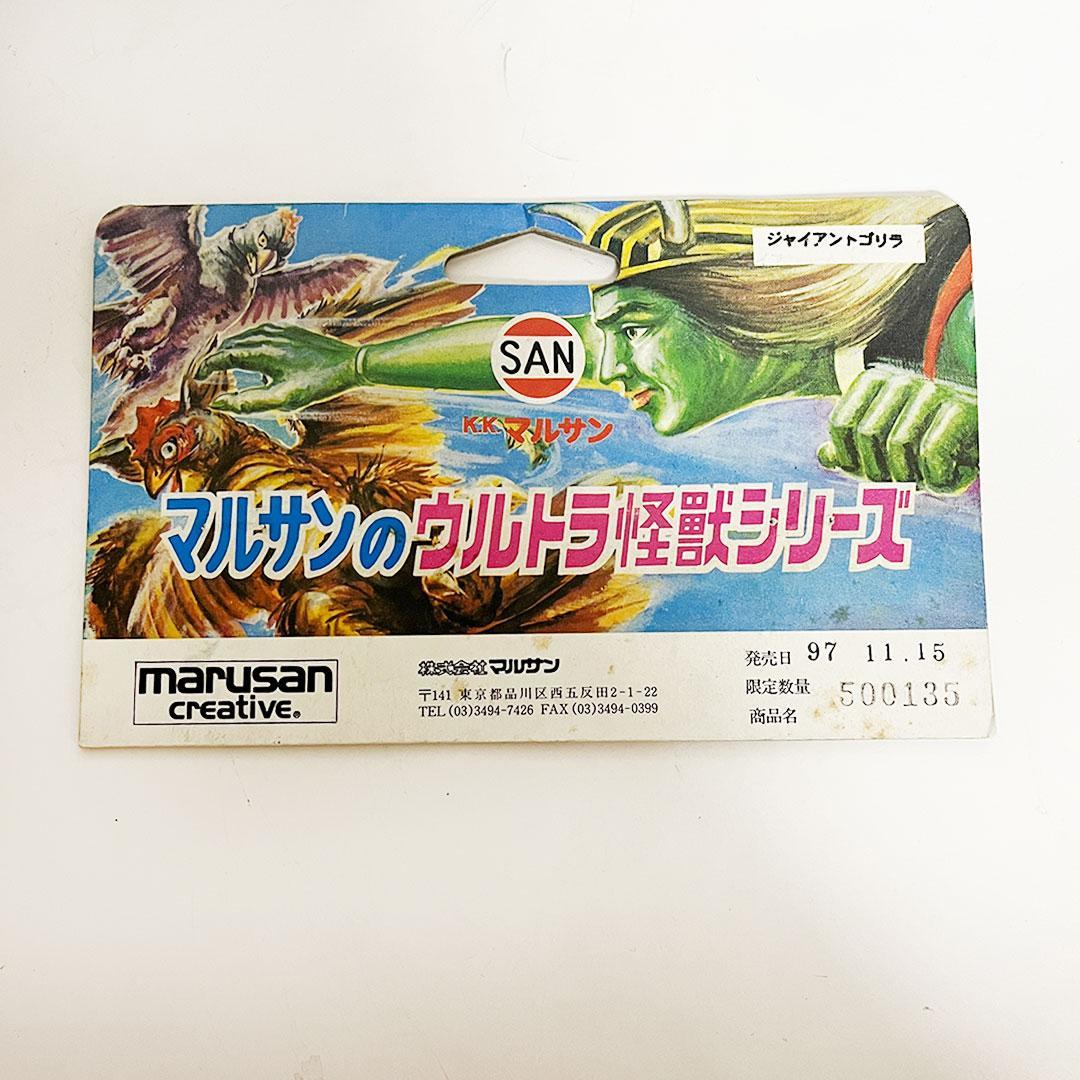 ジャイアントゴリラ
SAN
K.K.マルサン
マルサンのウルトラ怪獣シリーズ
marusan
creative®
株式会社マルサン
〒141 東京都品川区西五反田2-1-22
TEL (03)3494-7426 FAX (03)3494-0399
発売日 97 11.15
限定数量 500135
商品名